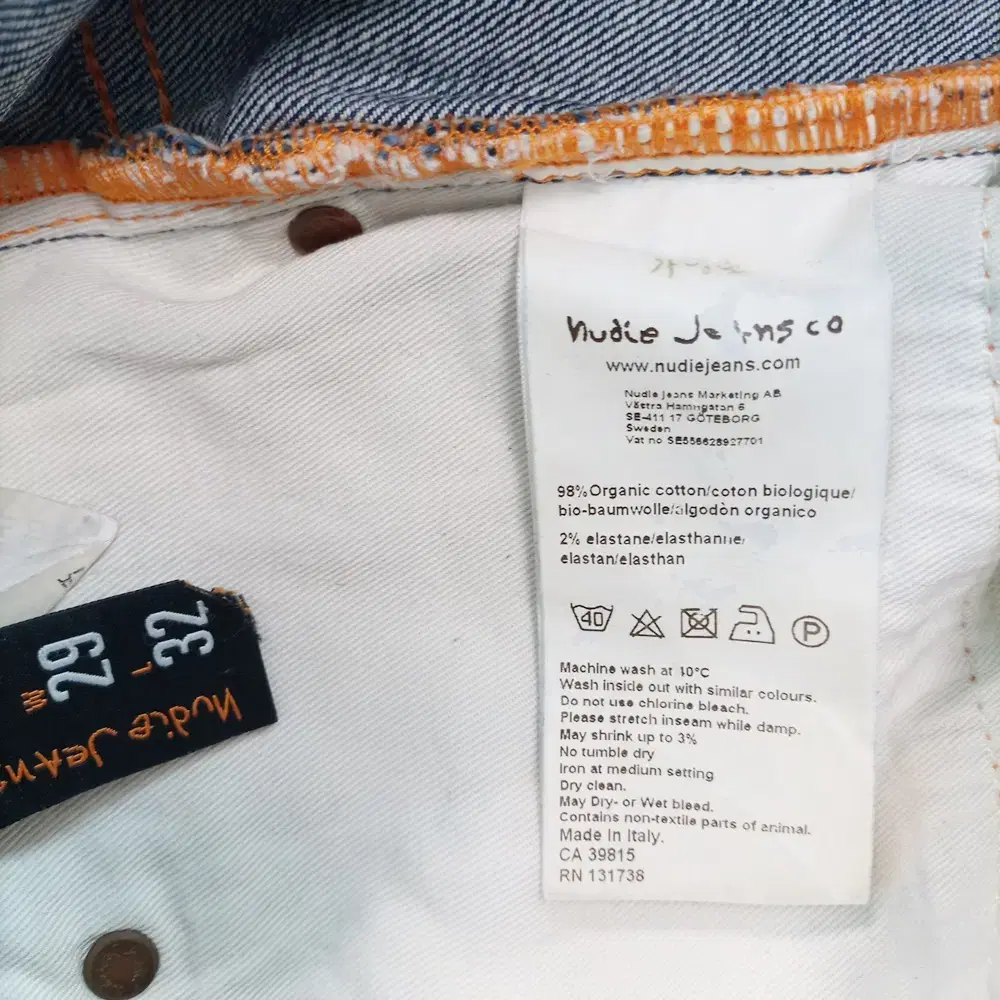 nudie Jeans co
www.nudiejeans.com
Nudie Jeans Marketing AB
Västra Hamngatan 6
SE-411 17 GÖTEBORG
Sweden
Vat no SE556628927701
98%Organic cotton/coton biologique/
bio-baumwolle/algodòn organico
2% elastane/elasthanne/
elastan/elasthan
40
P
Machine wash at 40°C
Wash inside out with similar colours.
Do not use chlorine bleach.
Please stretch inseam while damp.
May shrink up to 3%
No tumble dry
Iron at medium setting
Dry clean.
May Dry- or Wet bleed.
Contains non-textile parts of animal.
Made In Italy.
CA 39815
RN 131738
W 29
L 32
nudie Jeans